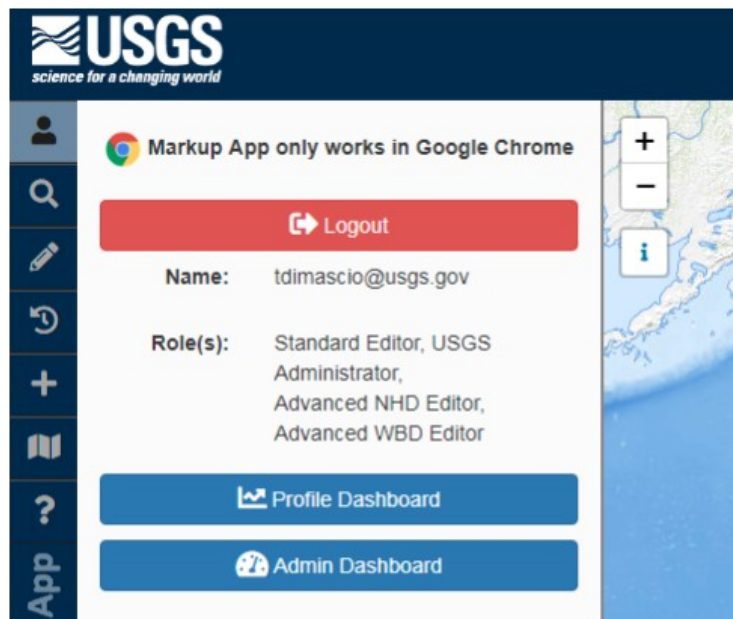 USGS
science for a changing world
Markup App only works in Google Chrome
Logout
Name: tdimascio@usgs.gov
Role(s): Standard Editor, USGS
Administrator,
Advanced NHD Editor,
Advanced WBD Editor
Profile Dashboard
Admin Dashboard
+
−
i
?
App